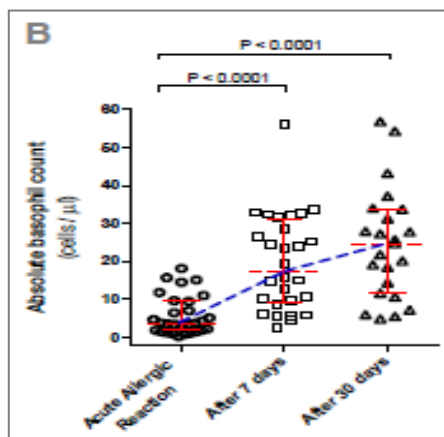 B
P < 0.0001
P < 0.0001
Absolute basophil count
(cells / µl)
60
50
40
30
20
10
0
Acute Allergic
Reaction
After 7 days
After 30 days